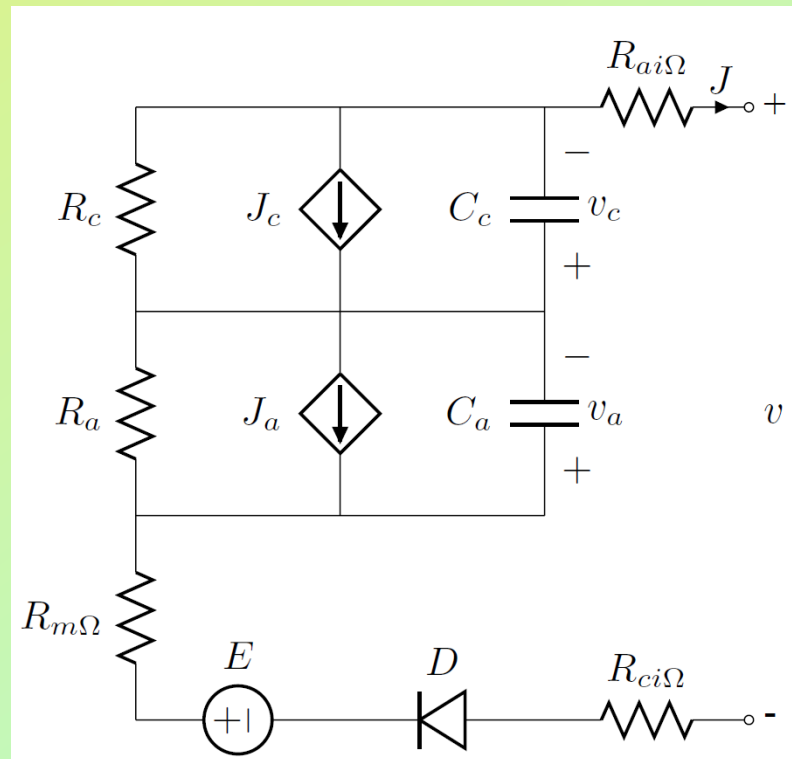 R_{aiΩ}
J
+
−
R_c
J_c
C_c
v_c
+
−
R_a
J_a
C_a
v_a
v
+
R_{mΩ}
E
D
R_{ciΩ}
+|
-